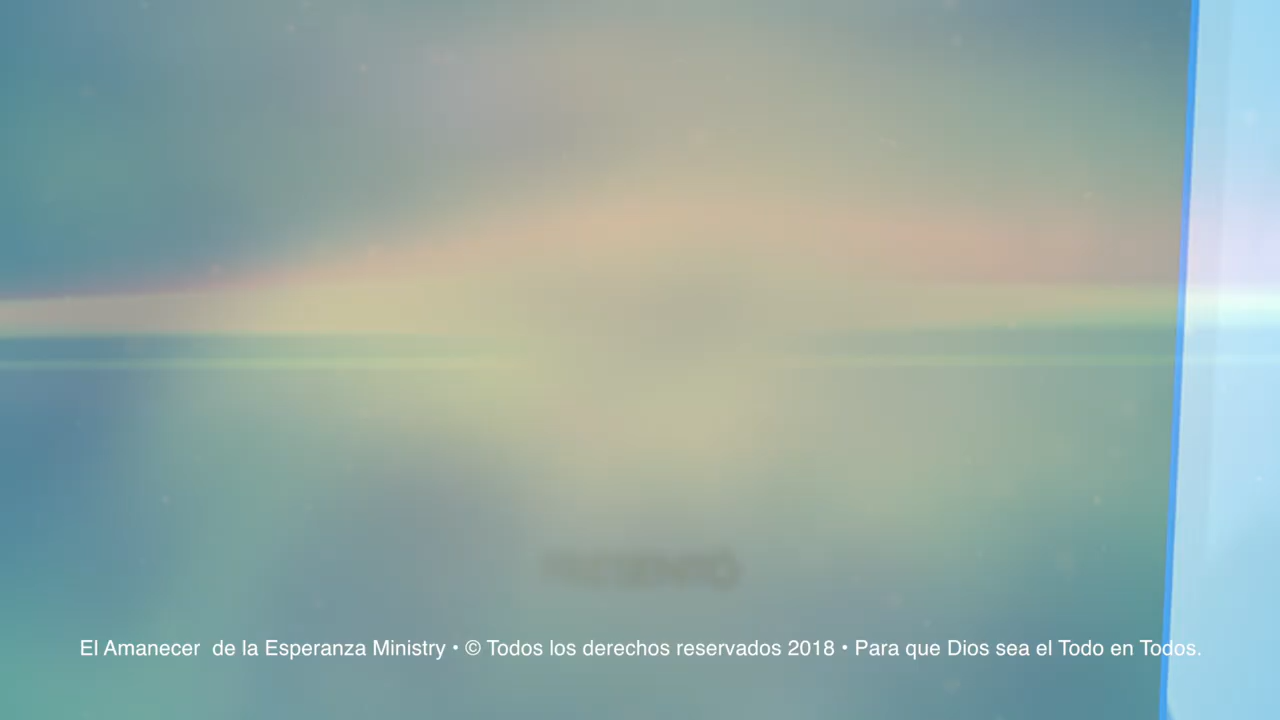 PRESENTÓ
El Amanecer  de la Esperanza Ministry • © Todos los derechos reservados 2018 • Para que Dios sea el Todo en Todos.